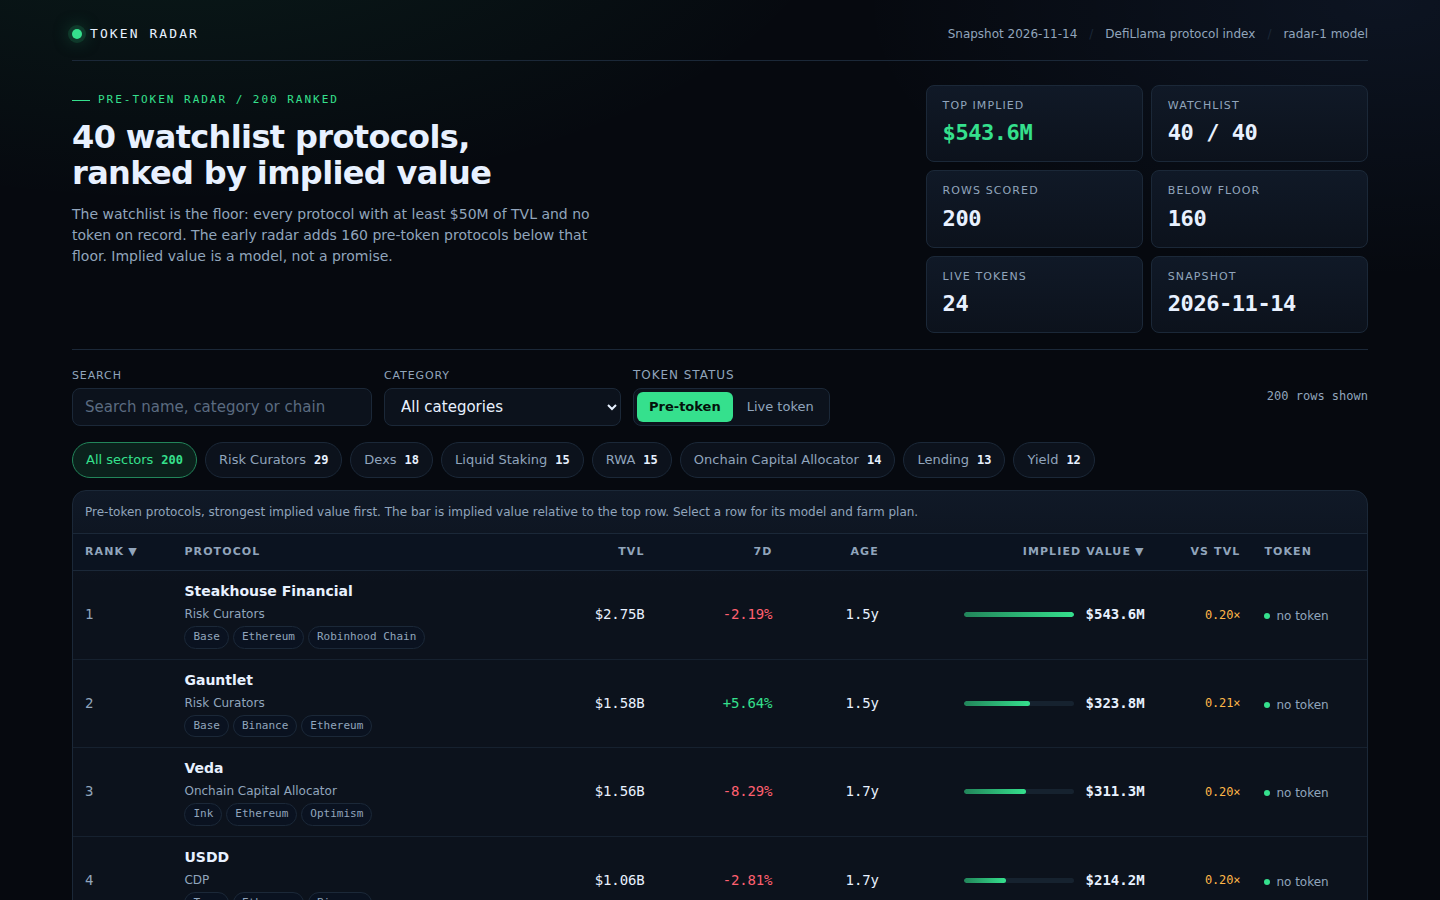 TOKEN RADAR
Snapshot 2026-11-14 / DefiLlama protocol index / radar-1 model
PRE-TOKEN RADAR / 200 RANKED
40 watchlist protocols,
ranked by implied value
The watchlist is the floor: every protocol with at least $50M of TVL and no
token on record. The early radar adds 160 pre-token protocols below that
floor. Implied value is a model, not a promise.
TOP IMPLIED
$543.6M
WATCHLIST
40 / 40
ROWS SCORED
200
BELOW FLOOR
160
LIVE TOKENS
24
SNAPSHOT
2026-11-14
SEARCH
Search name, category or chain
CATEGORY
All categories
TOKEN STATUS
Pre-token Live token
200 rows shown
All sectors 200 Risk Curators 29 Dexs 18 Liquid Staking 15 RWA 15 Onchain Capital Allocator 14 Lending 13 Yield 12
Pre-token protocols, strongest implied value first. The bar is implied value relative to the top row. Select a row for its model and farm plan.
RANK ▼ PROTOCOL TVL 7D AGE IMPLIED VALUE ▼ VS TVL TOKEN
1 Steakhouse Financial $2.75B -2.19% 1.5y $543.6M 0.20× no token
Risk Curators
Base Ethereum Robinhood Chain
2 Gauntlet $1.58B +5.64% 1.5y $323.8M 0.21× no token
Risk Curators
Base Binance Ethereum
3 Veda $1.56B -8.29% 1.7y $311.3M 0.20× no token
Onchain Capital Allocator
Ink Ethereum Optimism
4 USDD $1.06B -2.81% 1.7y $214.2M 0.20× no token
CDP